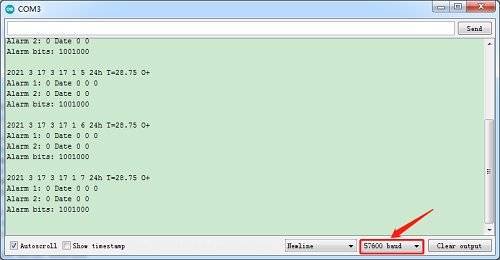 COM3
Send
Alarm 2: 0 Date 0 0
Alarm bits: 1001000
2021 3 17 3 17 1 5 24h T=28.75 O+
Alarm 1: 0 Date 0 0 0
Alarm 2: 0 Date 0 0
Alarm bits: 1001000
2021 3 17 3 17 1 6 24h T=28.75 O+
Alarm 1: 0 Date 0 0 0
Alarm 2: 0 Date 0 0
Alarm bits: 1001000
2021 3 17 3 17 1 7 24h T=28.75 O+
Alarm 1: 0 Date 0 0 0
Alarm 2: 0 Date 0 0
Alarm bits: 1001000
Autoscroll Show timestamp Newline 57600 baud Clear output